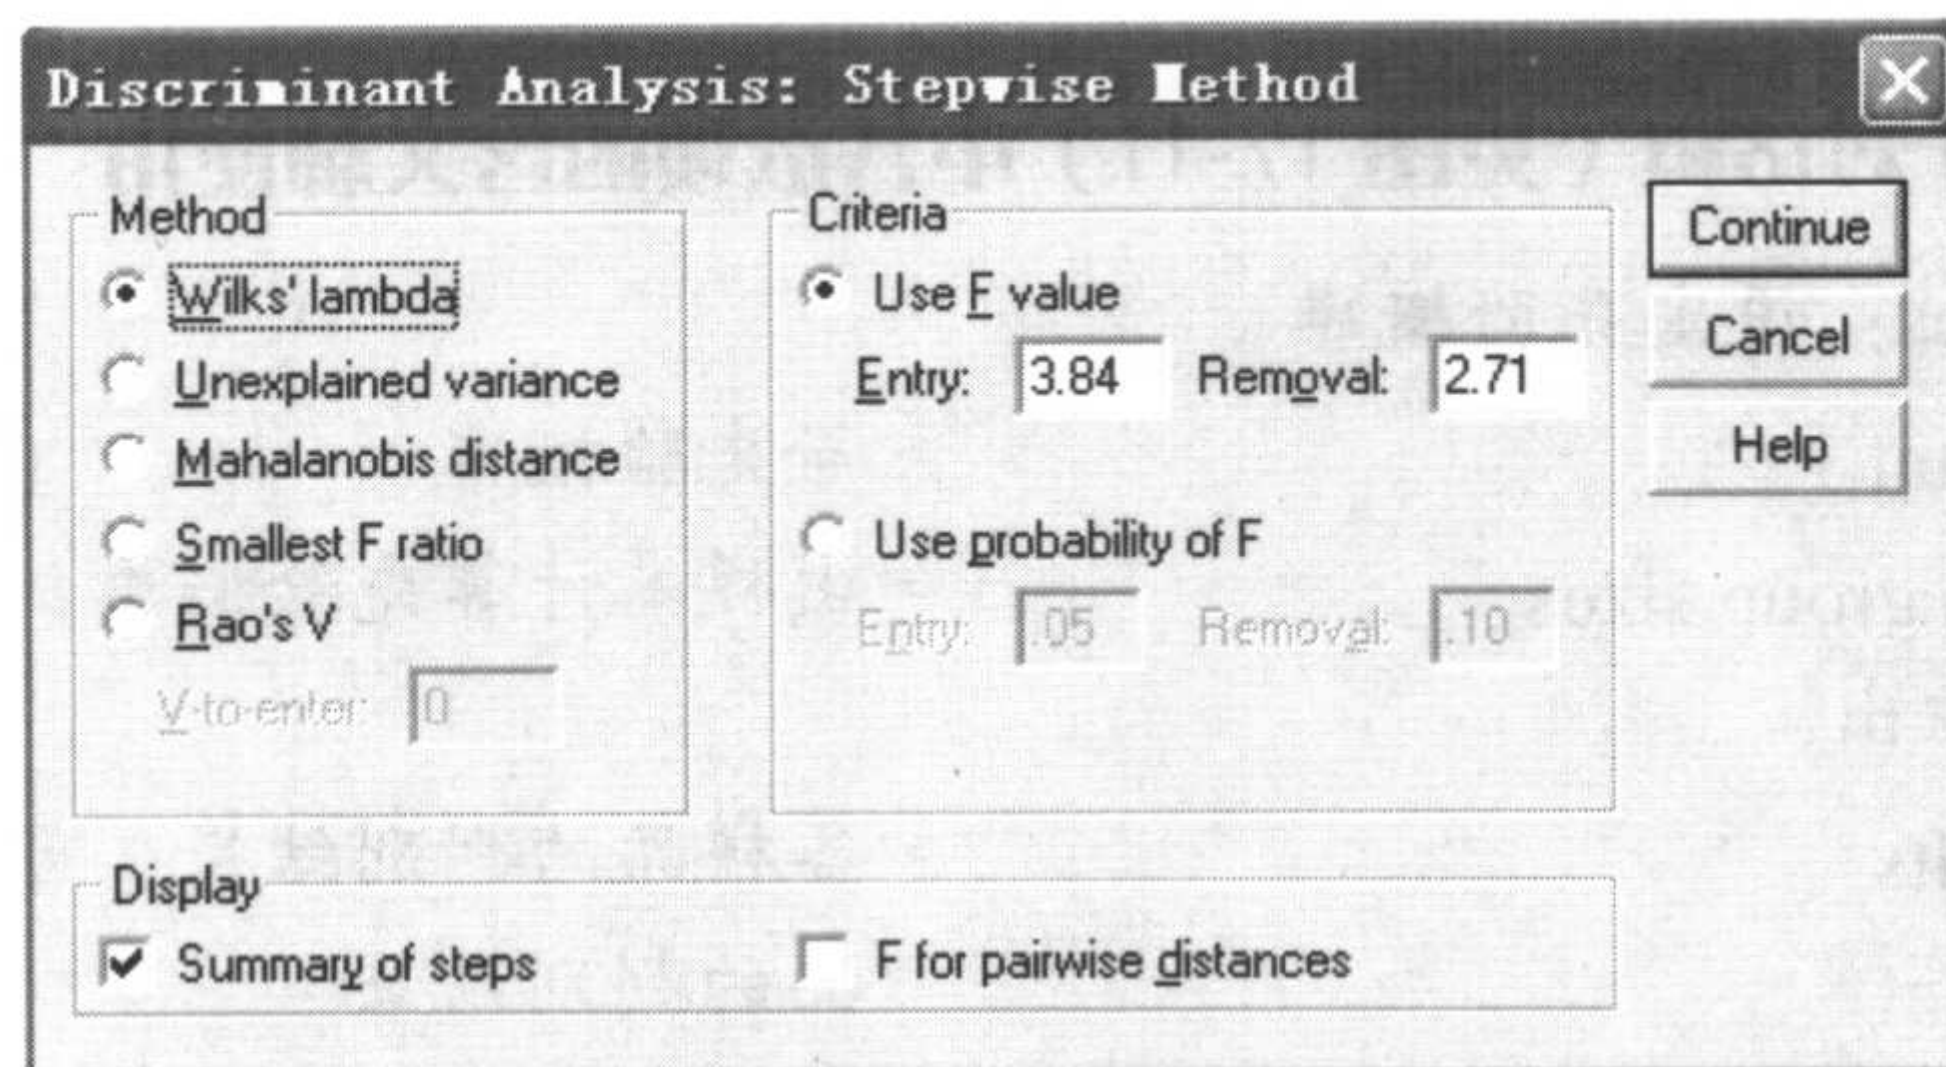 Discriminant Analysis: Stepwise Method
Method
Wilks' lambda
Unexplained variance
Mahalanobis distance
Smallest F ratio
Rao's V
V-to-enter: 0
Criteria
Use F value
Entry: 3.84 Removal: 2.71
Use probability of F
Entry: .05 Removal: .10
Continue
Cancel
Help
Display
Summary of steps F for pairwise distances